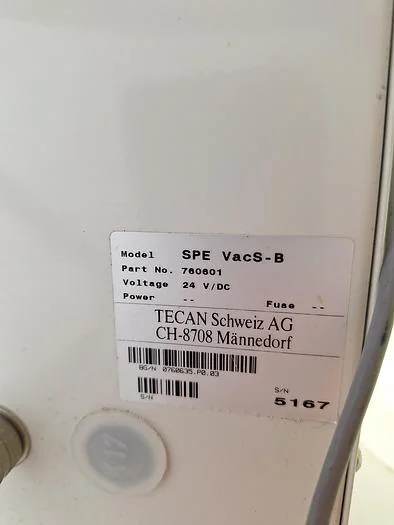 Model SPE VacS-B
Part No. 760601
Voltage 24 V/DC
Power -- Fuse --
TECAN Schweiz AG
CH-8708 Männedorf
BG/N 0760635.P0.03
S/N S/N
5167